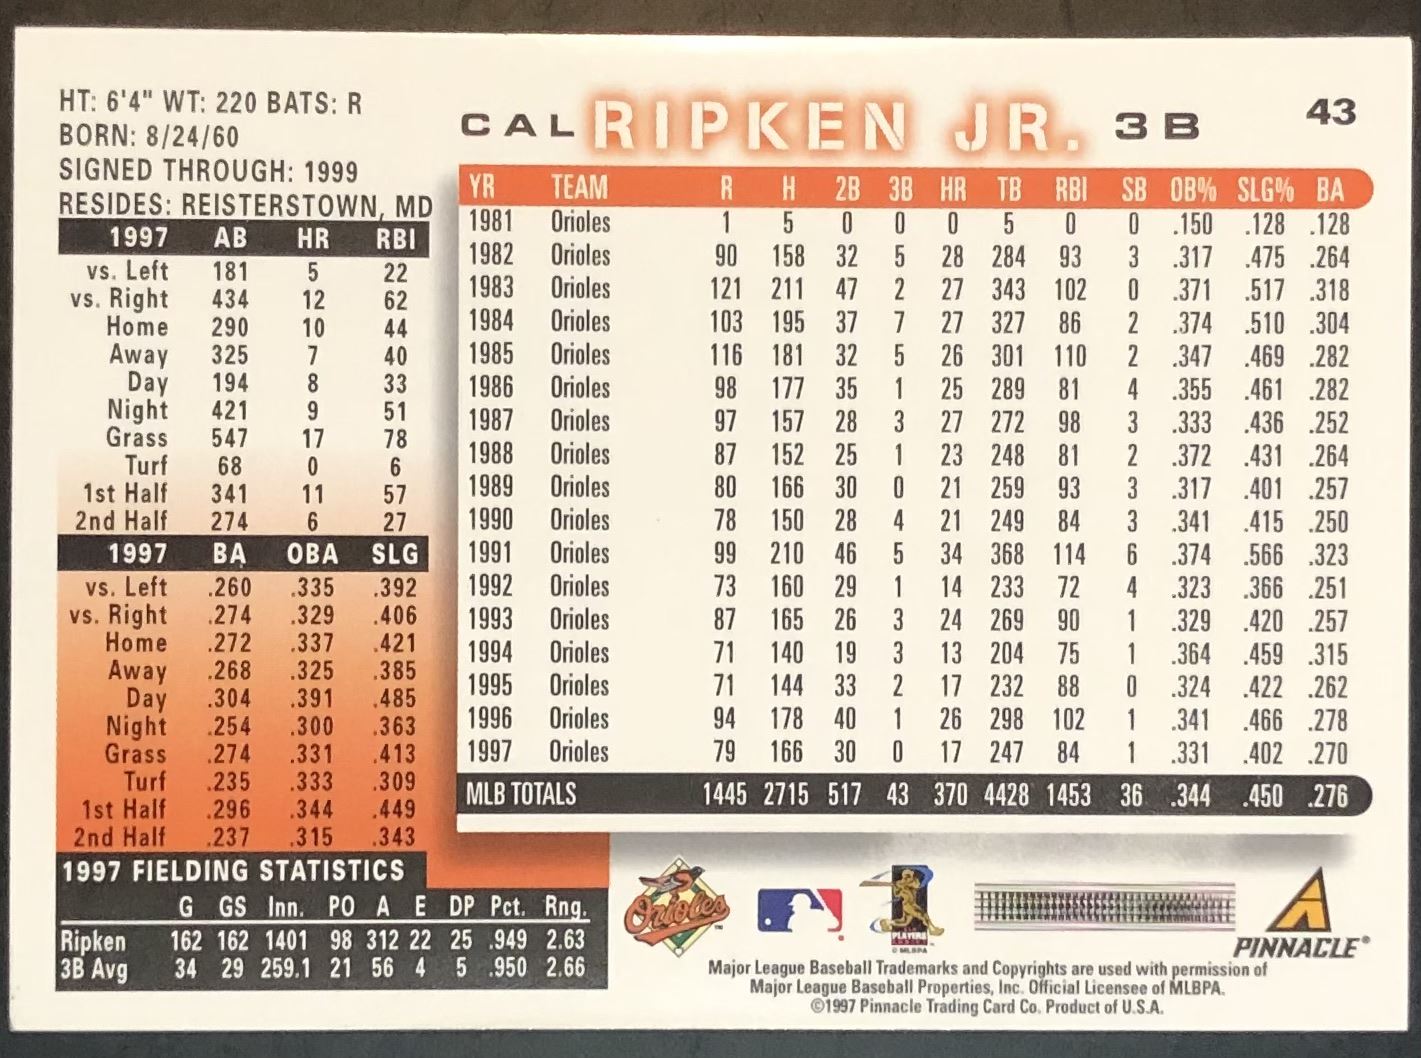 HT: 6'4" WT: 220 BATS: R
BORN: 8/24/60
SIGNED THROUGH: 1999
RESIDES: REISTERSTOWN, MD
1997 AB HR RBI
vs. Left 181 5 22
vs. Right 434 12 62
Home 290 10 44
Away 325 7 40
Day 194 8 33
Night 421 9 51
Grass 547 17 78
Turf 68 0 6
1st Half 341 11 57
2nd Half 274 6 27
1997 BA OBA SLG
vs. Left .260 .335 .392
vs. Right .274 .329 .406
Home .272 .337 .421
Away .268 .325 .385
Day .304 .391 .485
Night .254 .300 .363
Grass .274 .331 .413
Turf .235 .333 .309
1st Half .296 .344 .449
2nd Half .237 .315 .343
1997 FIELDING STATISTICS
G GS Inn. PO A E DP Pct. Rng.
Ripken 162 162 1401 98 312 22 25 .949 2.63
3B Avg 34 29 259.1 21 56 4 5 .950 2.66
CAL RIPKEN JR. 3B 43
YR TEAM R H 2B 3B HR TB RBI SB OB% SLG% BA
1981 Orioles 1 5 0 0 0 5 0 0 .150 .128 .128
1982 Orioles 90 158 32 5 28 284 93 3 .317 .475 .264
1983 Orioles 121 211 47 2 27 343 102 0 .371 .517 .318
1984 Orioles 103 195 37 7 27 327 86 2 .374 .510 .304
1985 Orioles 116 181 32 5 26 301 110 2 .347 .469 .282
1986 Orioles 98 177 35 1 25 289 81 4 .355 .461 .282
1987 Orioles 97 157 28 3 27 272 98 3 .333 .436 .252
1988 Orioles 87 152 25 1 23 248 81 2 .372 .431 .264
1989 Orioles 80 166 30 0 21 259 93 3 .317 .401 .257
1990 Orioles 78 150 28 4 21 249 84 3 .341 .415 .250
1991 Orioles 99 210 46 5 34 368 114 6 .374 .566 .323
1992 Orioles 73 160 29 1 14 233 72 4 .323 .366 .251
1993 Orioles 87 165 26 3 24 269 90 1 .329 .420 .257
1994 Orioles 71 140 19 3 13 204 75 1 .364 .459 .315
1995 Orioles 71 144 33 2 17 232 88 0 .324 .422 .262
1996 Orioles 94 178 40 1 26 298 102 1 .341 .466 .278
1997 Orioles 79 166 30 0 17 247 84 1 .331 .402 .270
MLB TOTALS 1445 2715 517 43 370 4428 1453 36 .344 .450 .276
Orioles
PLAYERS
© MLBPA
PINNACLE®
Major League Baseball Trademarks and Copyrights are used with permission of
Major League Baseball Properties, Inc. Official Licensee of MLBPA.
©1997 Pinnacle Trading Card Co. Product of U.S.A.